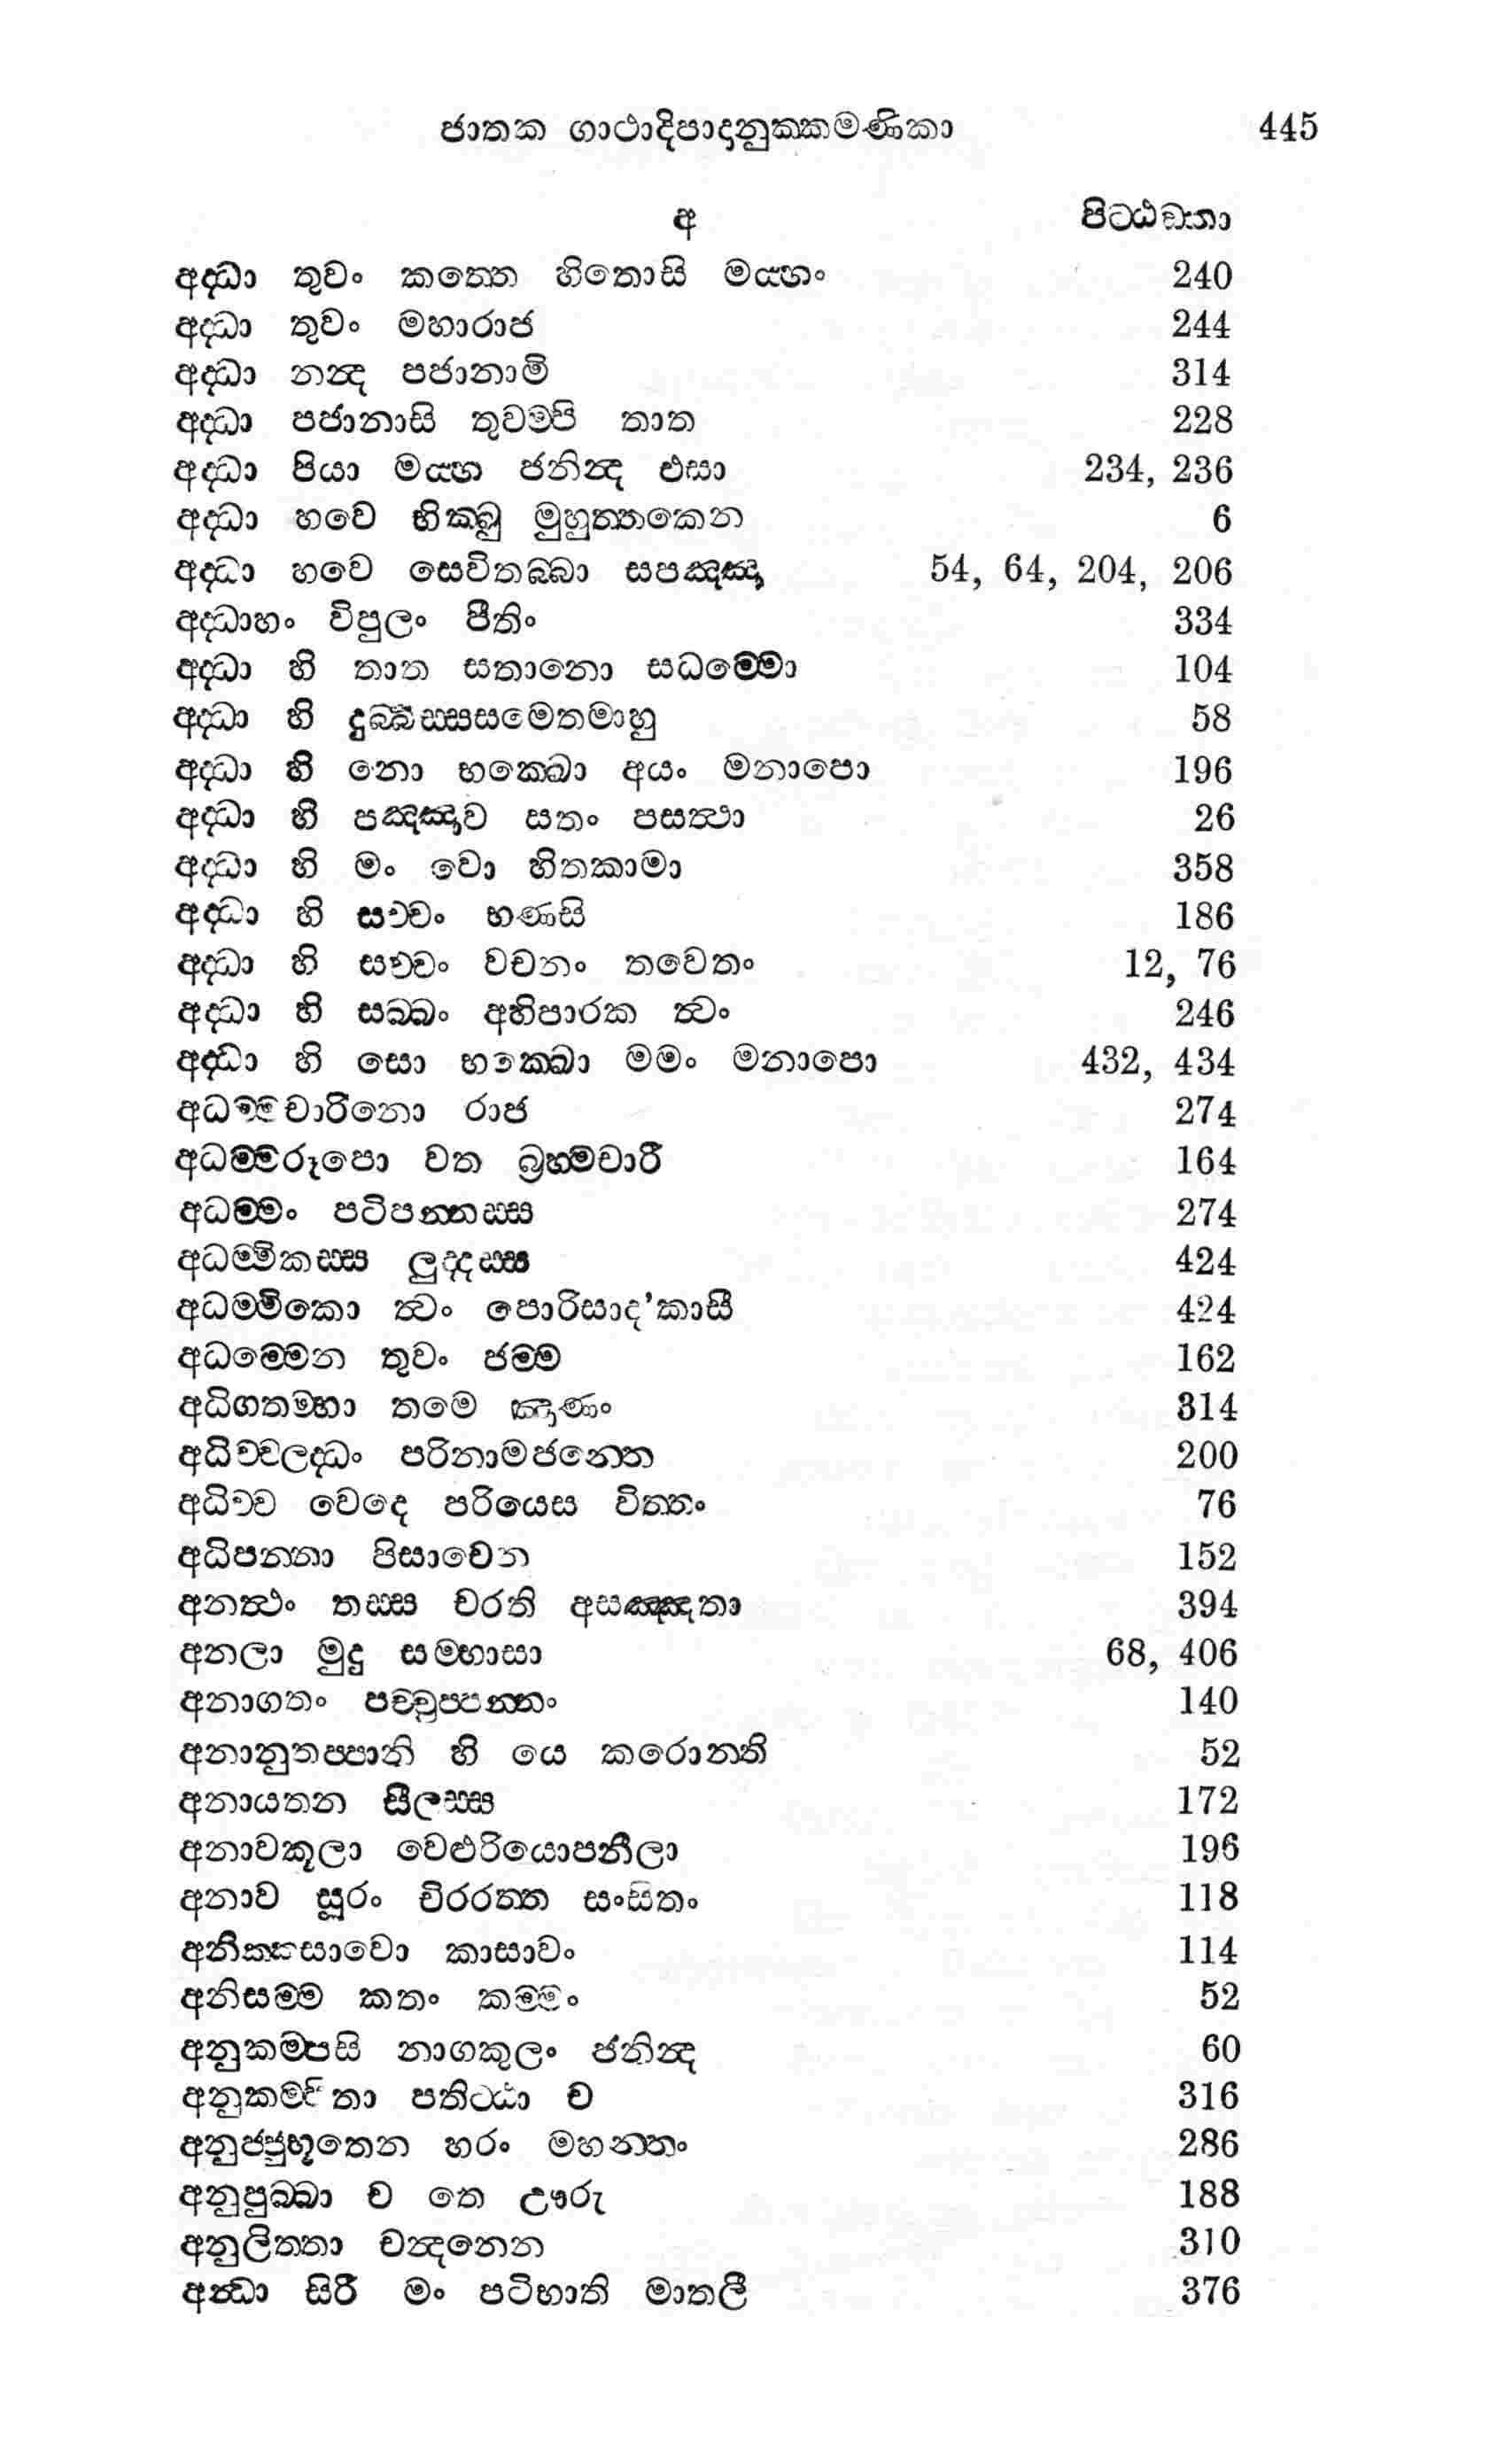 ජාතක ගාථාදිපාදානුක්කමණිකා 445
අ පිට්ඨඞ්කා
අද්ධා තුවං කත්තෙ හිතොසි මය්හං 240
අද්ධා තුවං මහාරාජ 244
අද්ධා නන්ද පජානාමි 314
අද්ධා පජානාසි තුවම්පි තාත 228
අද්ධා පියා මය්හ ජනින්ද එසා 234, 236
අද්ධා හවෙ භික්ඛු මුහුත්තකෙන 6
අද්ධා හවෙ සෙවිතබ්බා සපඤ්ඤා 54, 64, 204, 206
අද්ධාහං විපුලං පීතිං 334
අද්ධා හි තාත සතානො සධම්මො 104
අද්ධා හි දුබ්බස්සසමෙතමාහු 58
අද්ධා හි නො භක්ඛො අයං මනාපො 196
අද්ධා හි පඤ්ඤාව සතං පසත්ථා 26
අද්ධා හි මං වො හිතකාමා 358
අද්ධා හි සච්චං භණසි 186
අද්ධා හි සච්චං වචනං තවෙතං 12, 76
අද්ධා හි සබ්බං අභිපාරක ත්වං 246
අද්ධා හි සො භක්ඛො මමං මනාපො 432, 434
අධම්මචාරිනො රාජ 274
අධම්මරූපො වත බ්‍රහ්මචාරී 164
අධම්මං පටිපන්නස්ස 274
අධම්මිකස්ස ලුද්දස්ස 424
අධම්මිකො ත්වං පොරිසාද'කාසී 424
අධම්මෙන තුවං ජම්ම 162
අධිගතම්හා තමෙ ඤාණං 314
අධිච්චලද්ධං පරිනාමජන්තෙ 200
අධිච්ච වෙදෙ පරියෙස විත්තං 76
අධිපන්නා පිසාචෙන 152
අනත්ථං තස්ස චරති අසඤ්ඤතා 394
අනලා මුදු සම්භාසා 68, 406
අනාගතං පච්චුප්පන්නං 140
අනානුතප්පානි හි යෙ කරොන්ති 52
අනායතන සීලස්ස 172
අනාවකූලා වෙළුරියොපනීලා 196
අනාව සූරං චිරරත්ත සංසිතං 118
අනික්කසාවො කාසාවං 114
අනිසම්ම කතං කම්මං 52
අනුකම්පසි නාගකුලං ජනින්ද 60
අනුකම්පිතා පතිට්ඨා ච 316
අනුජ්ජුභූතෙන හරං මහන්තං 286
අනුපුබ්බා ච තෙ ඌරු 188
අනුලිත්තා චන්දනෙන 310
අන්ධා සිරී මං පටිභාති මාතලී 376